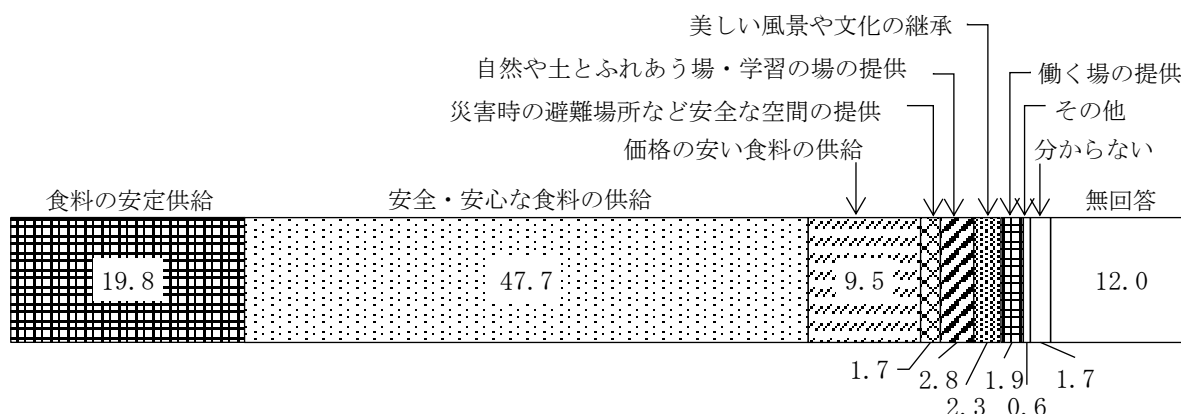 美しい風景や文化の継承
自然や土とふれあう場・学習の場の提供
働く場の提供
災害時の避難場所など安全な空間の提供
その他
価格の安い食料の供給
分からない
食料の安定供給
安全・安心な食料の供給
無回答
19.8
47.7
9.5
12.0
1.7
2.8
1.9
1.7
2.3
0.6